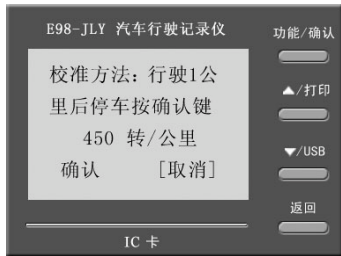 E98-JLY 汽车行驶记录仪
功能/确认
校准方法：行驶1公
里后停车按确认键
450 转/公里
确认 [取消]
▲/打印
▼/USB
返回
IC 卡